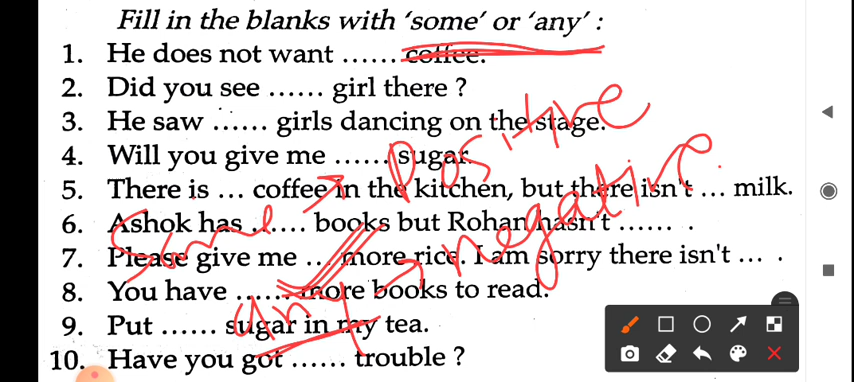 Fill in the blanks with ‘some’ or ‘any’ :
1. He does not want ...... coffee.
2. Did you see ...... girl there ?
3. He saw ...... girls dancing on the stage.
4. Will you give me ...... sugar.
5. There is ... coffee in the kitchen, but there isn't ... milk.
6. Ashok has ...... books but Rohan hasn't ...... .
7. Please give me ... more rice. I am sorry there isn't ... .
8. You have ...... more books to read.
9. Put ...... sugar in my tea.
10. Have you got ...... trouble ?
Some → Positive
any → negative.